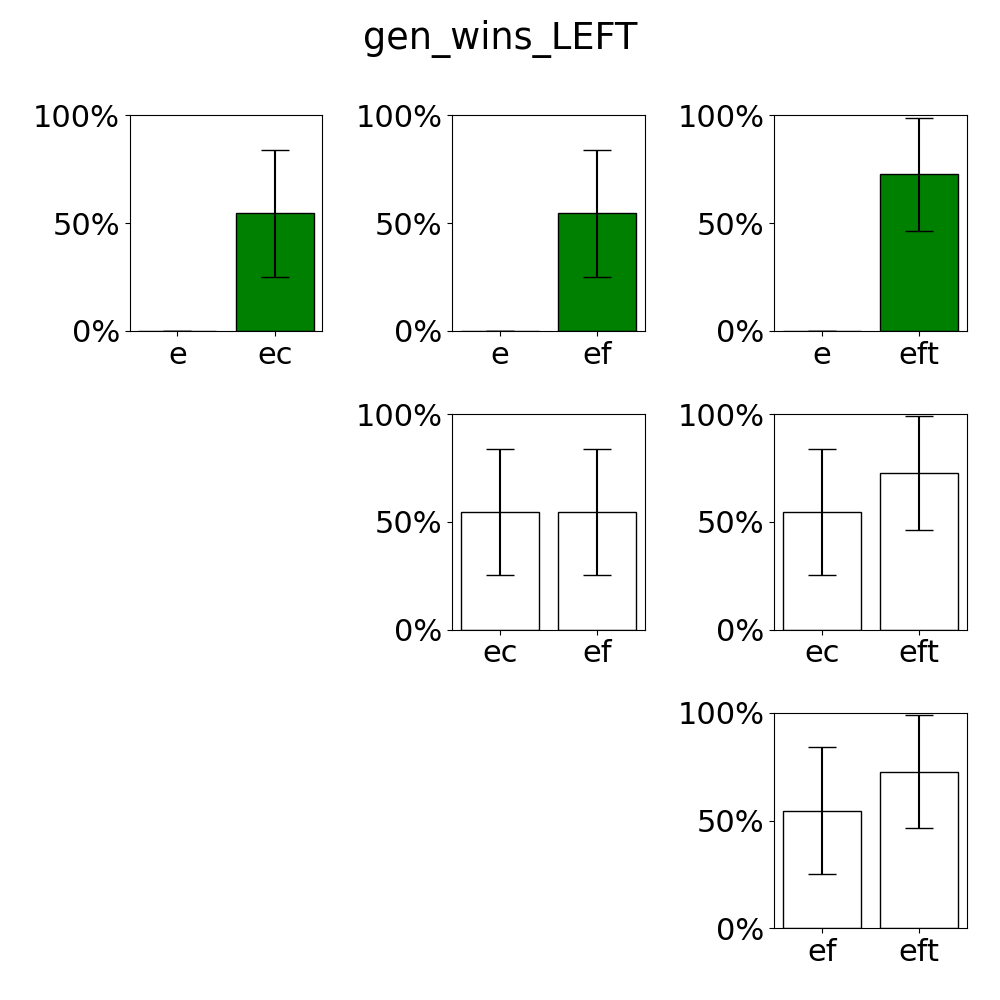 gen_wins_LEFT
100% 100% 100%
50% 50% 50%
0% 0% 0%
e ec e ef e eft
100% 100%
50% 50%
0% 0%
ec ef ec eft
100%
50%
0%
ef eft